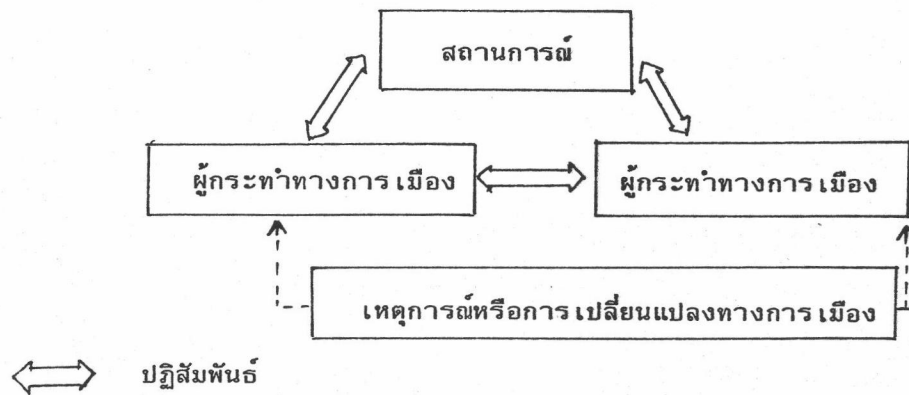 สถานการณ์
ผู้กระทำทางการเมือง
ผู้กระทำทางการเมือง
เหตุการณ์หรือการเปลี่ยนแปลงทางการเมือง
ปฏิสัมพันธ์